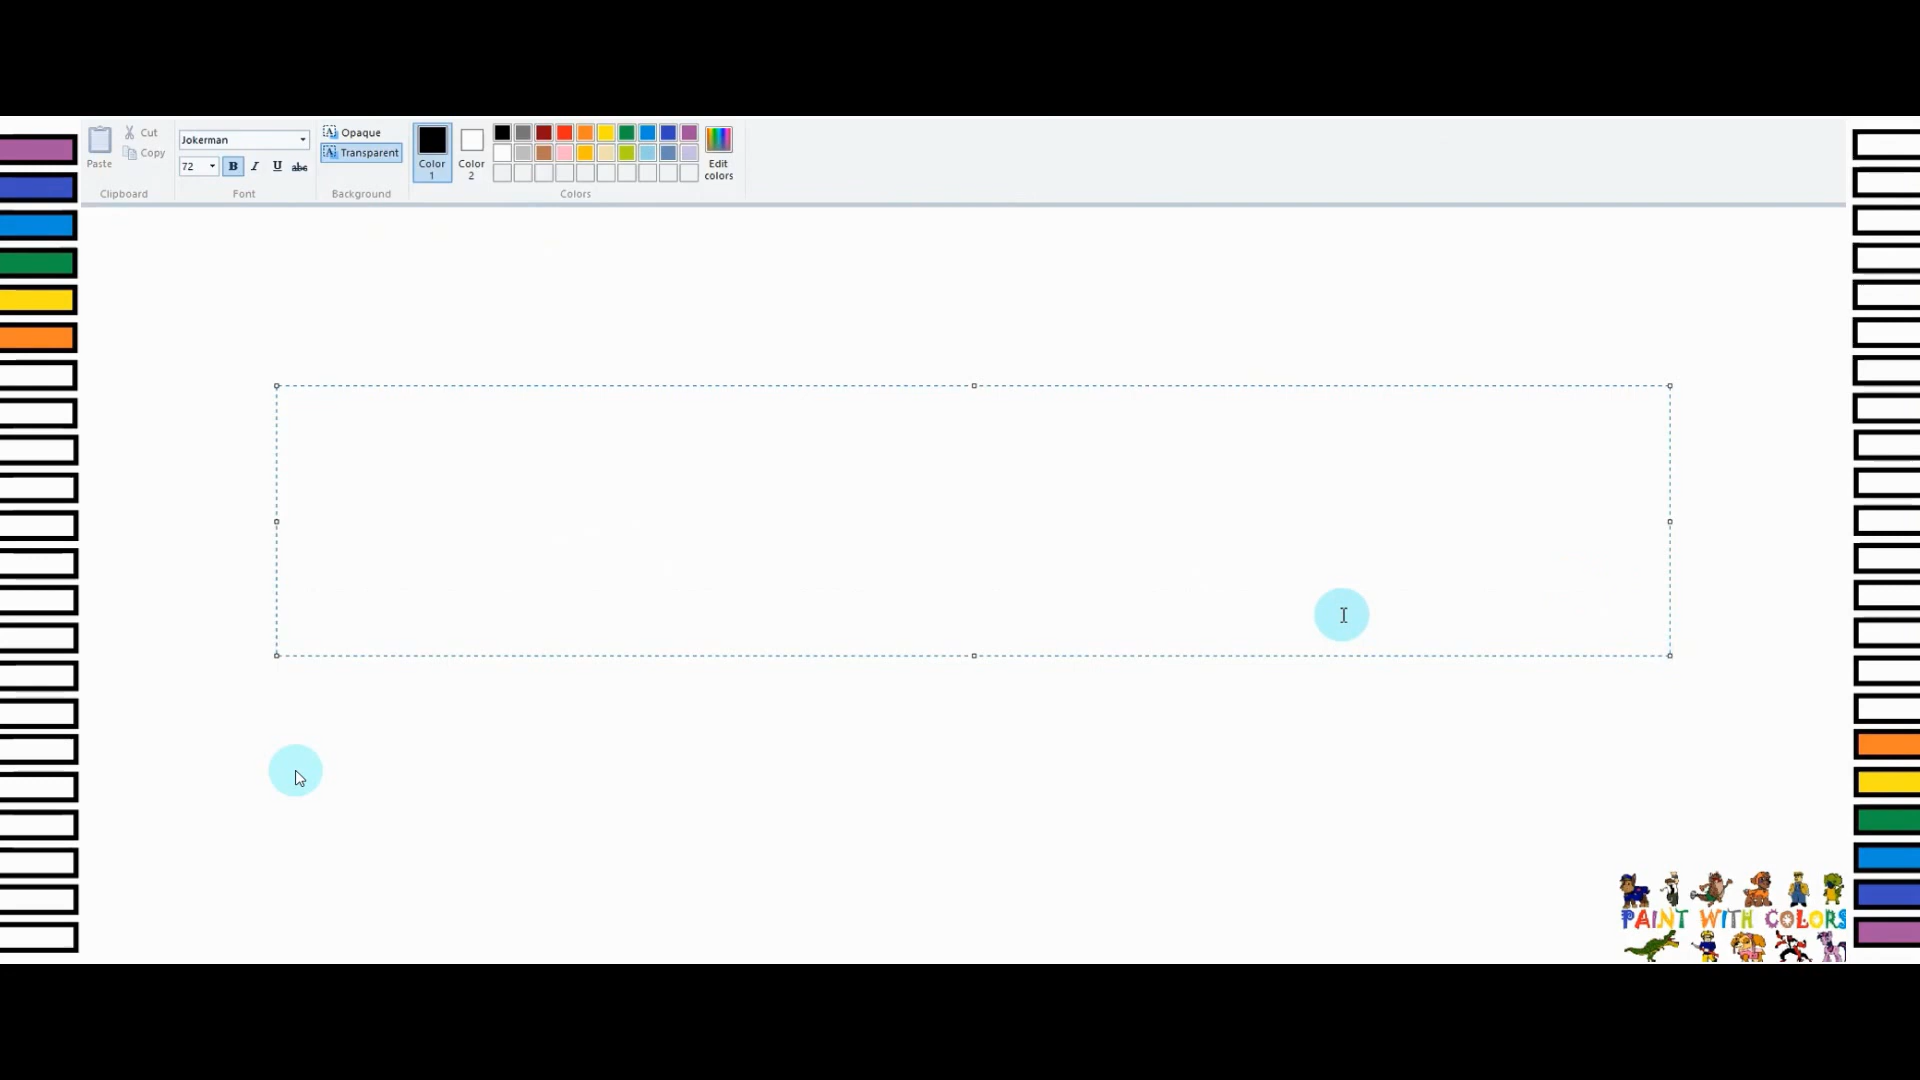 Paste
Cut
Copy
Clipboard
Jokerman
72 B I U abc
Font
Opaque
Transparent
Background
Color
1
Color
2
Colors
Edit
colors
PAINT WITH COLORS